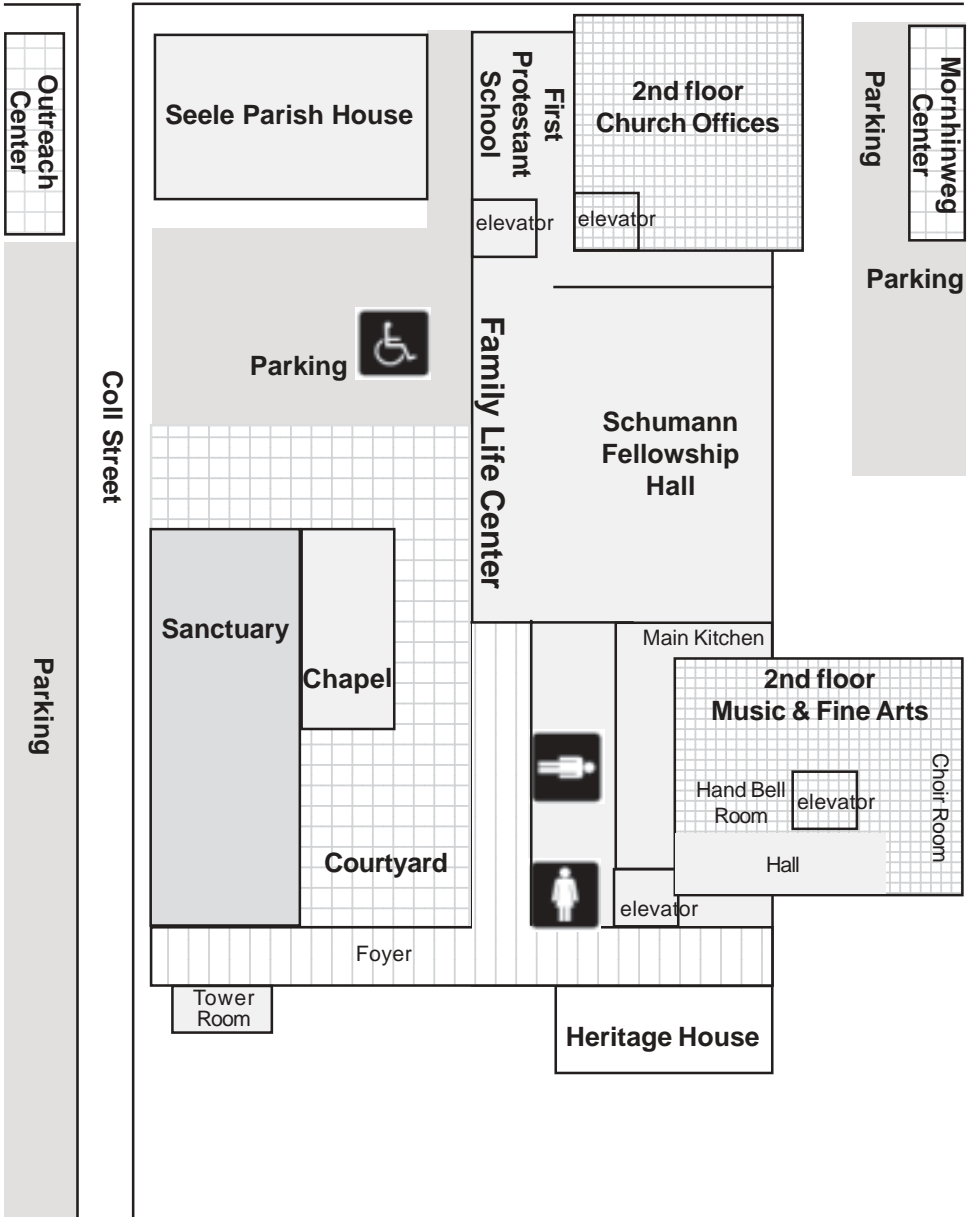 Outreach
Center
Seele Parish House
First
Protestant
School
2nd floor
Church Offices
Parking
Mornhinweg
Center
elevator
elevator
Parking
Parking
Coll Street
Family Life Center
Schumann
Fellowship
Hall
Sanctuary
Chapel
Main Kitchen
Parking
2nd floor
Music & Fine Arts
Hand Bell
Room
elevator
Choir Room
Hall
Courtyard
elevator
Foyer
Tower
Room
Heritage House